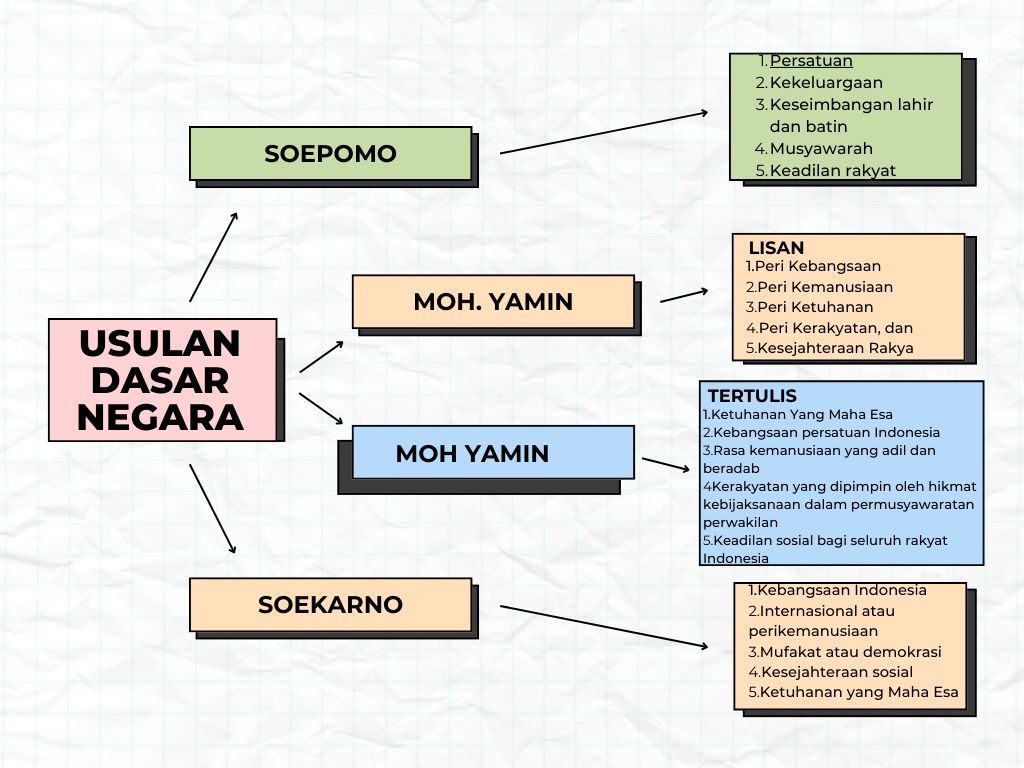 USULAN
DASAR
NEGARA
SOEPOMO
1. Persatuan
2. Kekeluargaan
3. Keseimbangan lahir
dan batin
4. Musyawarah
5. Keadilan rakyat
MOH. YAMIN
LISAN
1.Peri Kebangsaan
2.Peri Kemanusiaan
3.Peri Ketuhanan
4.Peri Kerakyatan, dan
5.Kesejahteraan Rakya
MOH YAMIN
TERTULIS
1.Ketuhanan Yang Maha Esa
2.Kebangsaan persatuan Indonesia
3.Rasa kemanusiaan yang adil dan
beradab
4Kerakyatan yang dipimpin oleh hikmat
kebijaksanaan dalam permusyawaratan
perwakilan
5.Keadilan sosial bagi seluruh rakyat
Indonesia
SOEKARNO
1.Kebangsaan Indonesia
2.Internasional atau
perikemanusiaan
3.Mufakat atau demokrasi
4.Kesejahteraan sosial
5.Ketuhanan yang Maha Esa